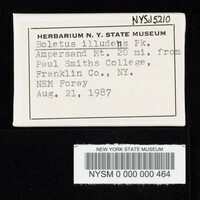 NYSd5210
HERBARIUM N. Y. STATE MUSEUM
Boletus illudens Pk.
Ampersand Mt. 20 mi. from
Paul Smiths College,
Franklin Co., NY.
NEM Foray
Aug. 21, 1987
NEW YORK STATE MUSEUM
NYSM 0 000 000 464